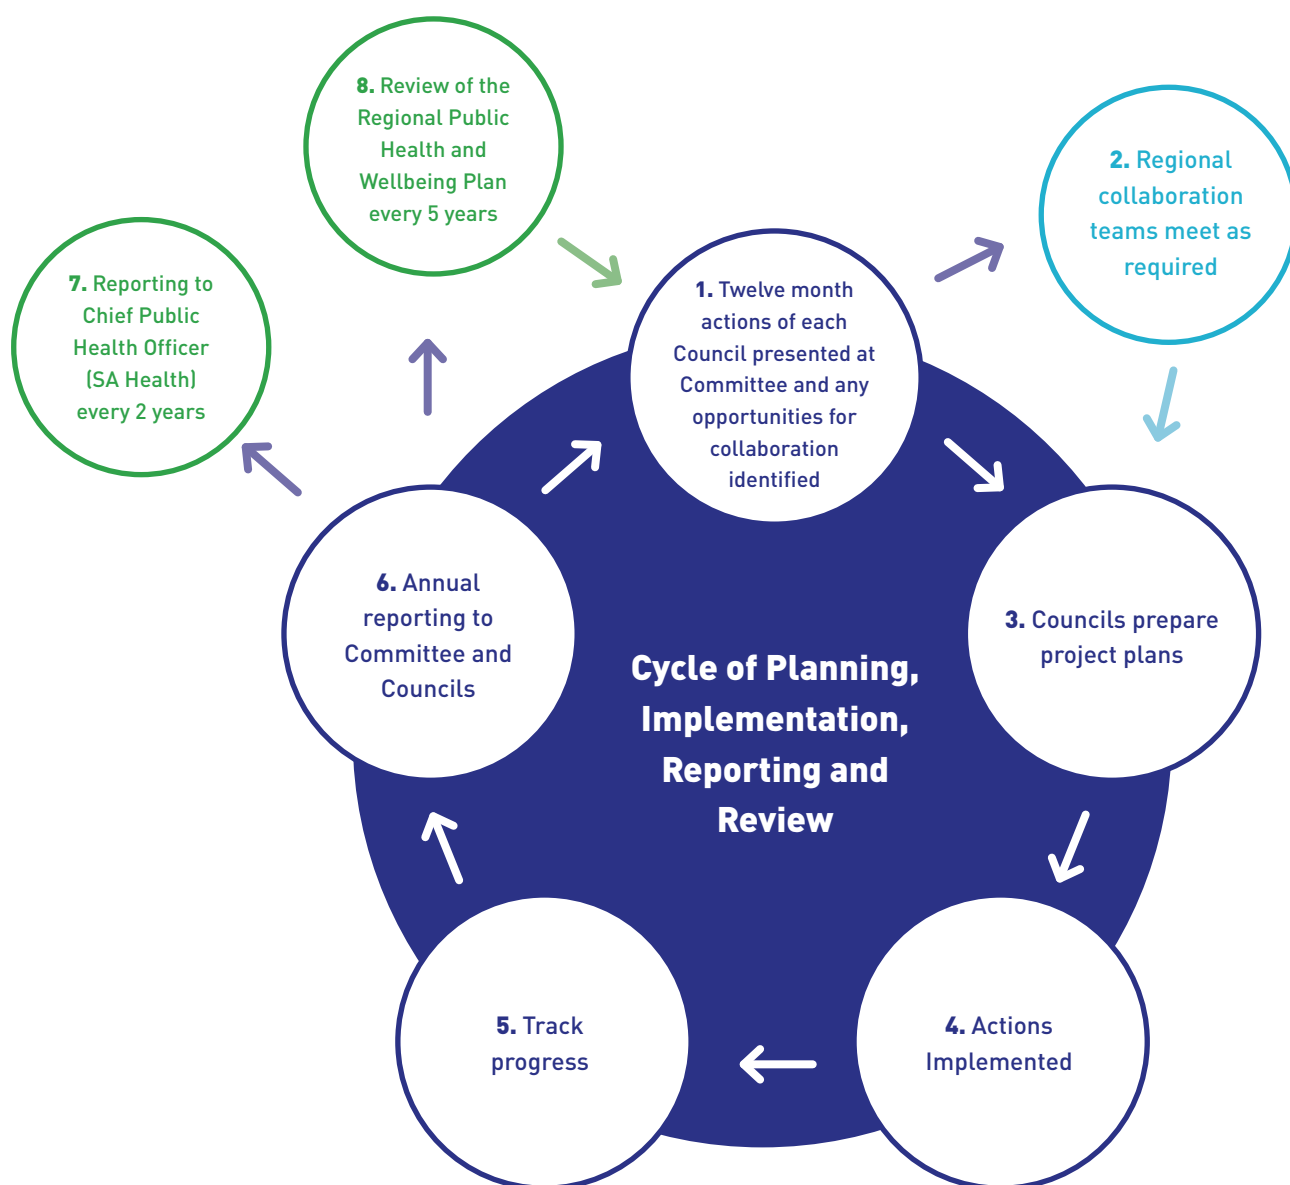 8. Review of the
Regional Public
Health and
Wellbeing Plan
every 5 years
2. Regional
collaboration
teams meet as
required
7. Reporting to
Chief Public
Health Officer
(SA Health)
every 2 years
1. Twelve month
actions of each
Council presented at
Committee and any
opportunities for
collaboration
identified
6. Annual
reporting to
Committee and
Councils
3. Councils prepare
project plans
Cycle of Planning,
Implementation,
Reporting and
Review
5. Track
progress
4. Actions
Implemented